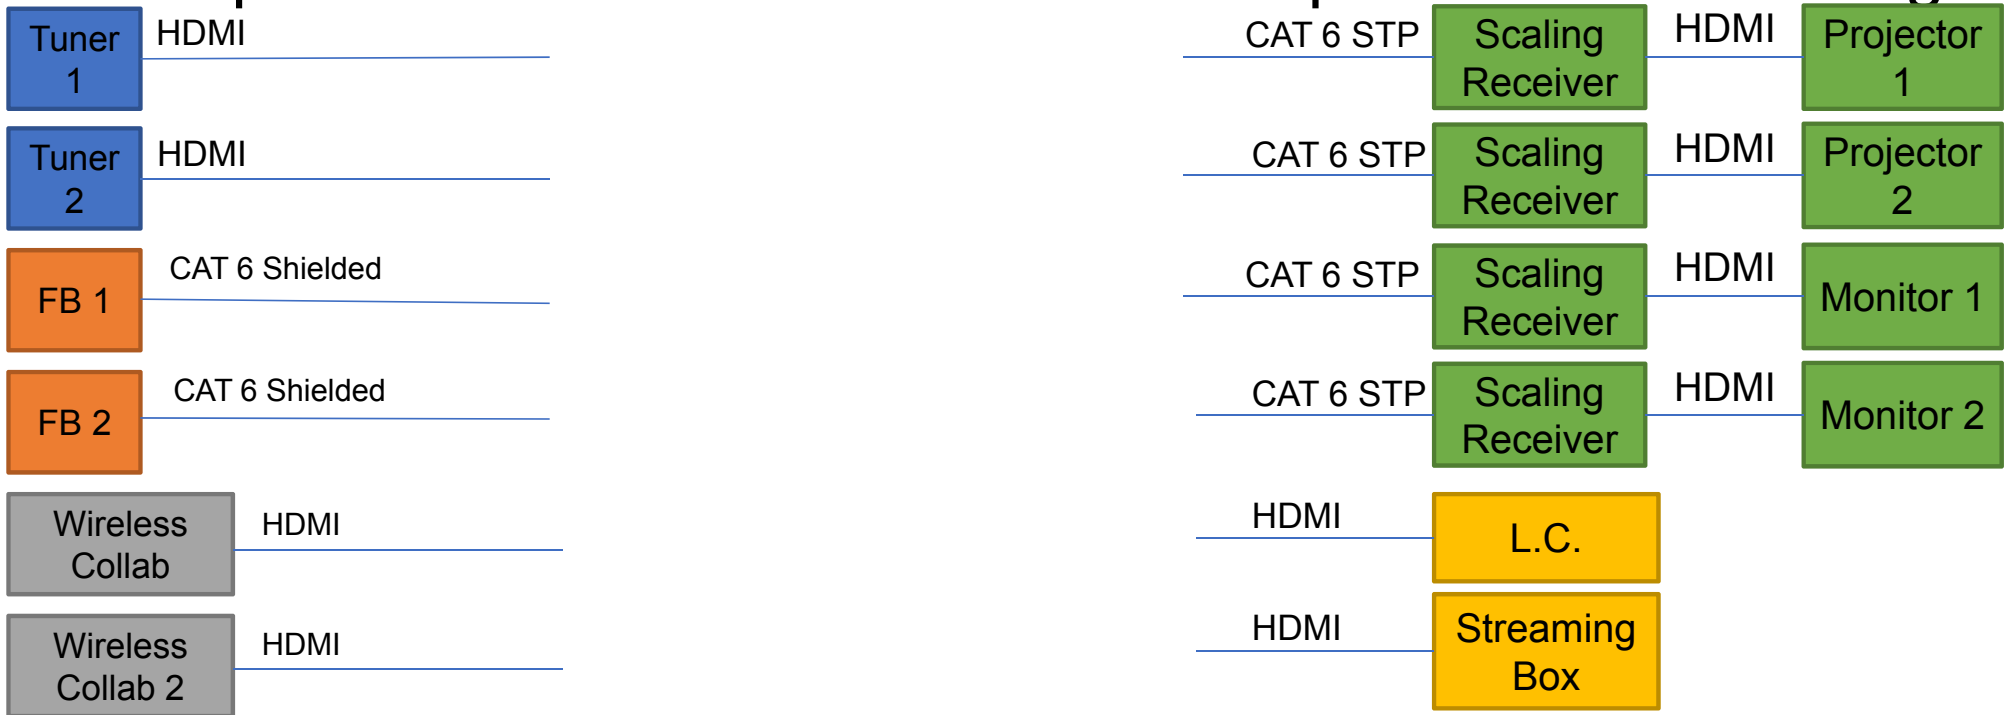 Tuner
1
HDMI
CAT 6 STP
Scaling
Receiver
HDMI
Projector
1
Tuner
2
HDMI
CAT 6 STP
Scaling
Receiver
HDMI
Projector
2
FB 1
CAT 6 Shielded
CAT 6 STP
Scaling
Receiver
HDMI
Monitor 1
FB 2
CAT 6 Shielded
CAT 6 STP
Scaling
Receiver
HDMI
Monitor 2
Wireless
Collab
HDMI
HDMI
L.C.
Wireless
Collab 2
HDMI
HDMI
Streaming
Box